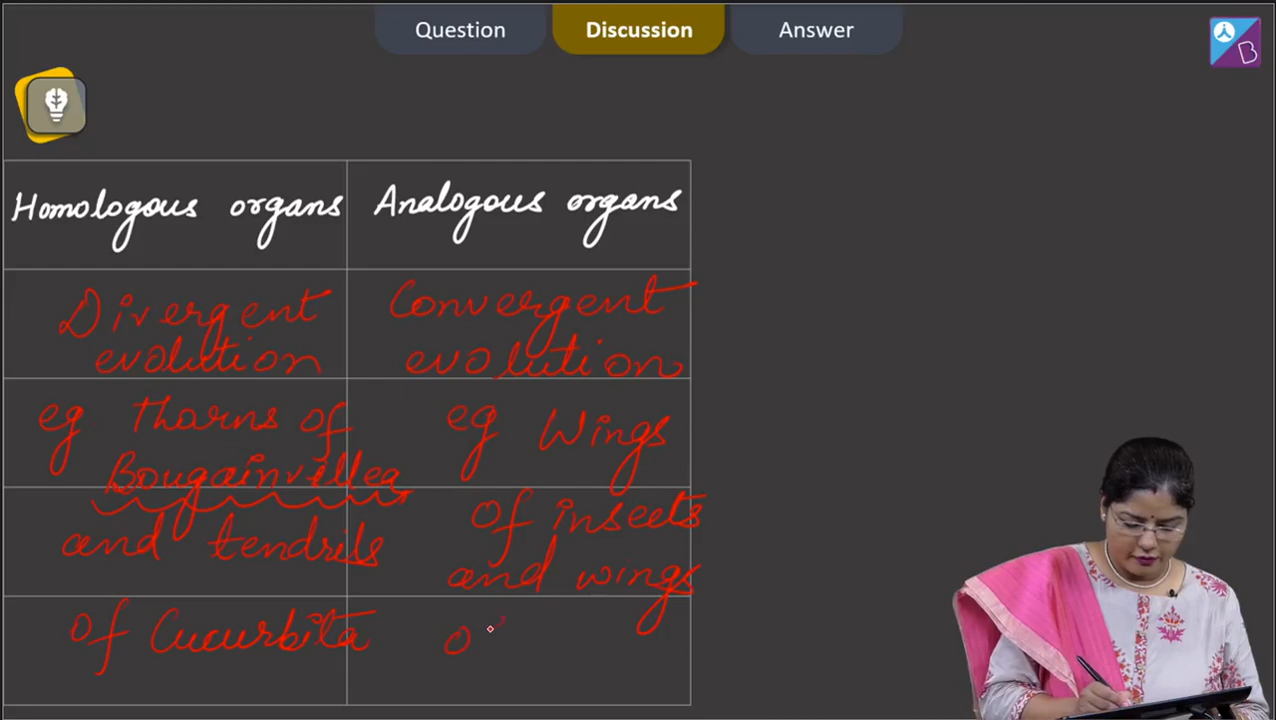 Question Discussion Answer
Homologous organs
Analogous organs
Divergent
evolution
Convergent
evolution
eg Thorns of
Bougainvillea
and tendrils
of Cucurbita
eg Wings
of insects
and wings
o
B